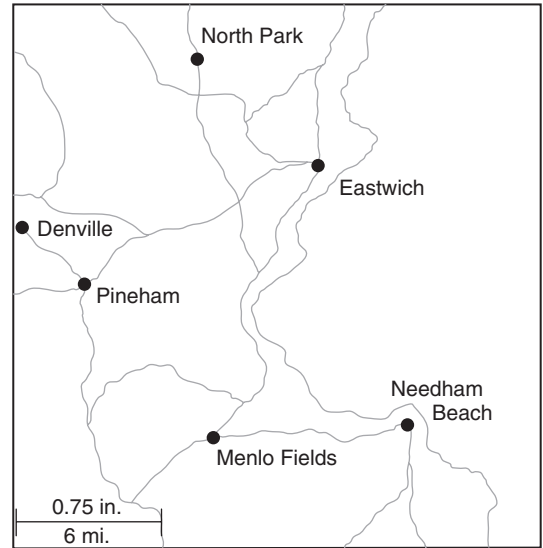 North Park
Eastwich
Denville
Pineham
Needham
Beach
Menlo Fields
0.75 in.
6 mi.